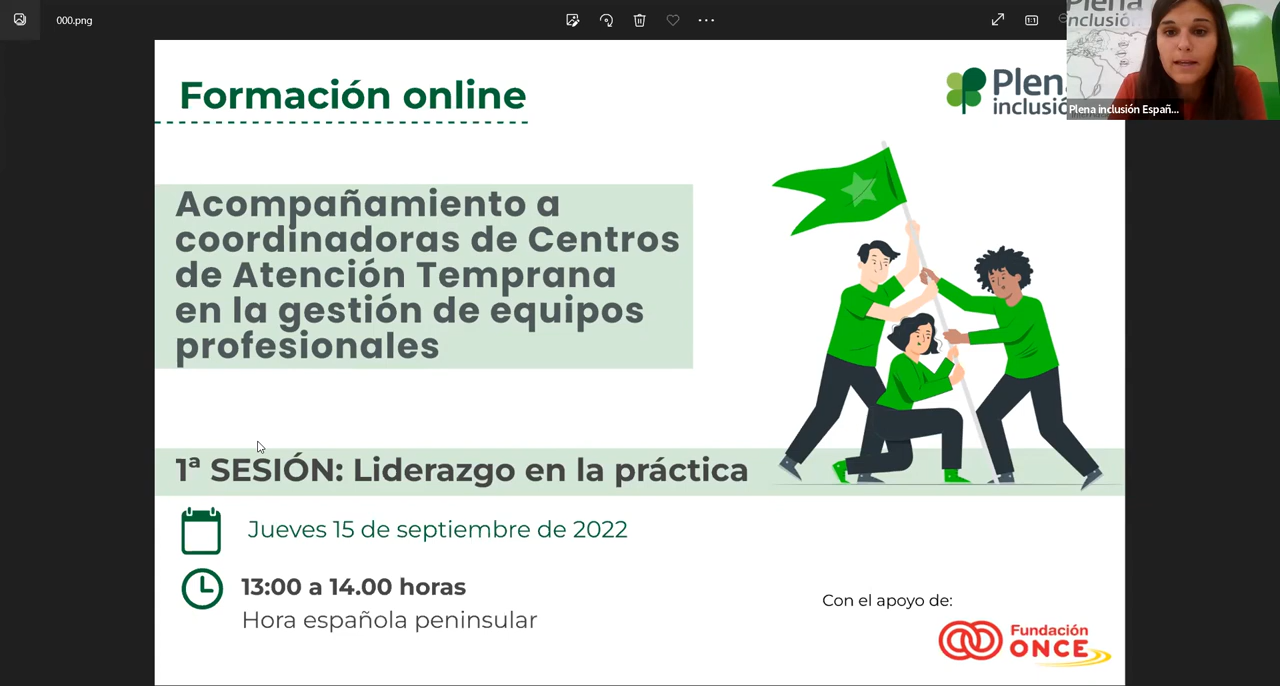 000.png
Plena
inclusión
Formación online
Plen
inclusió
Plena inclusión Españ...
Acompañamiento a
coordinadoras de Centros
de Atención Temprana
en la gestión de equipos
profesionales
1ª SESIÓN: Liderazgo en la práctica
Jueves 15 de septiembre de 2022
13:00 a 14.00 horas
Hora española peninsular
Con el apoyo de:
Fundación
ONCE